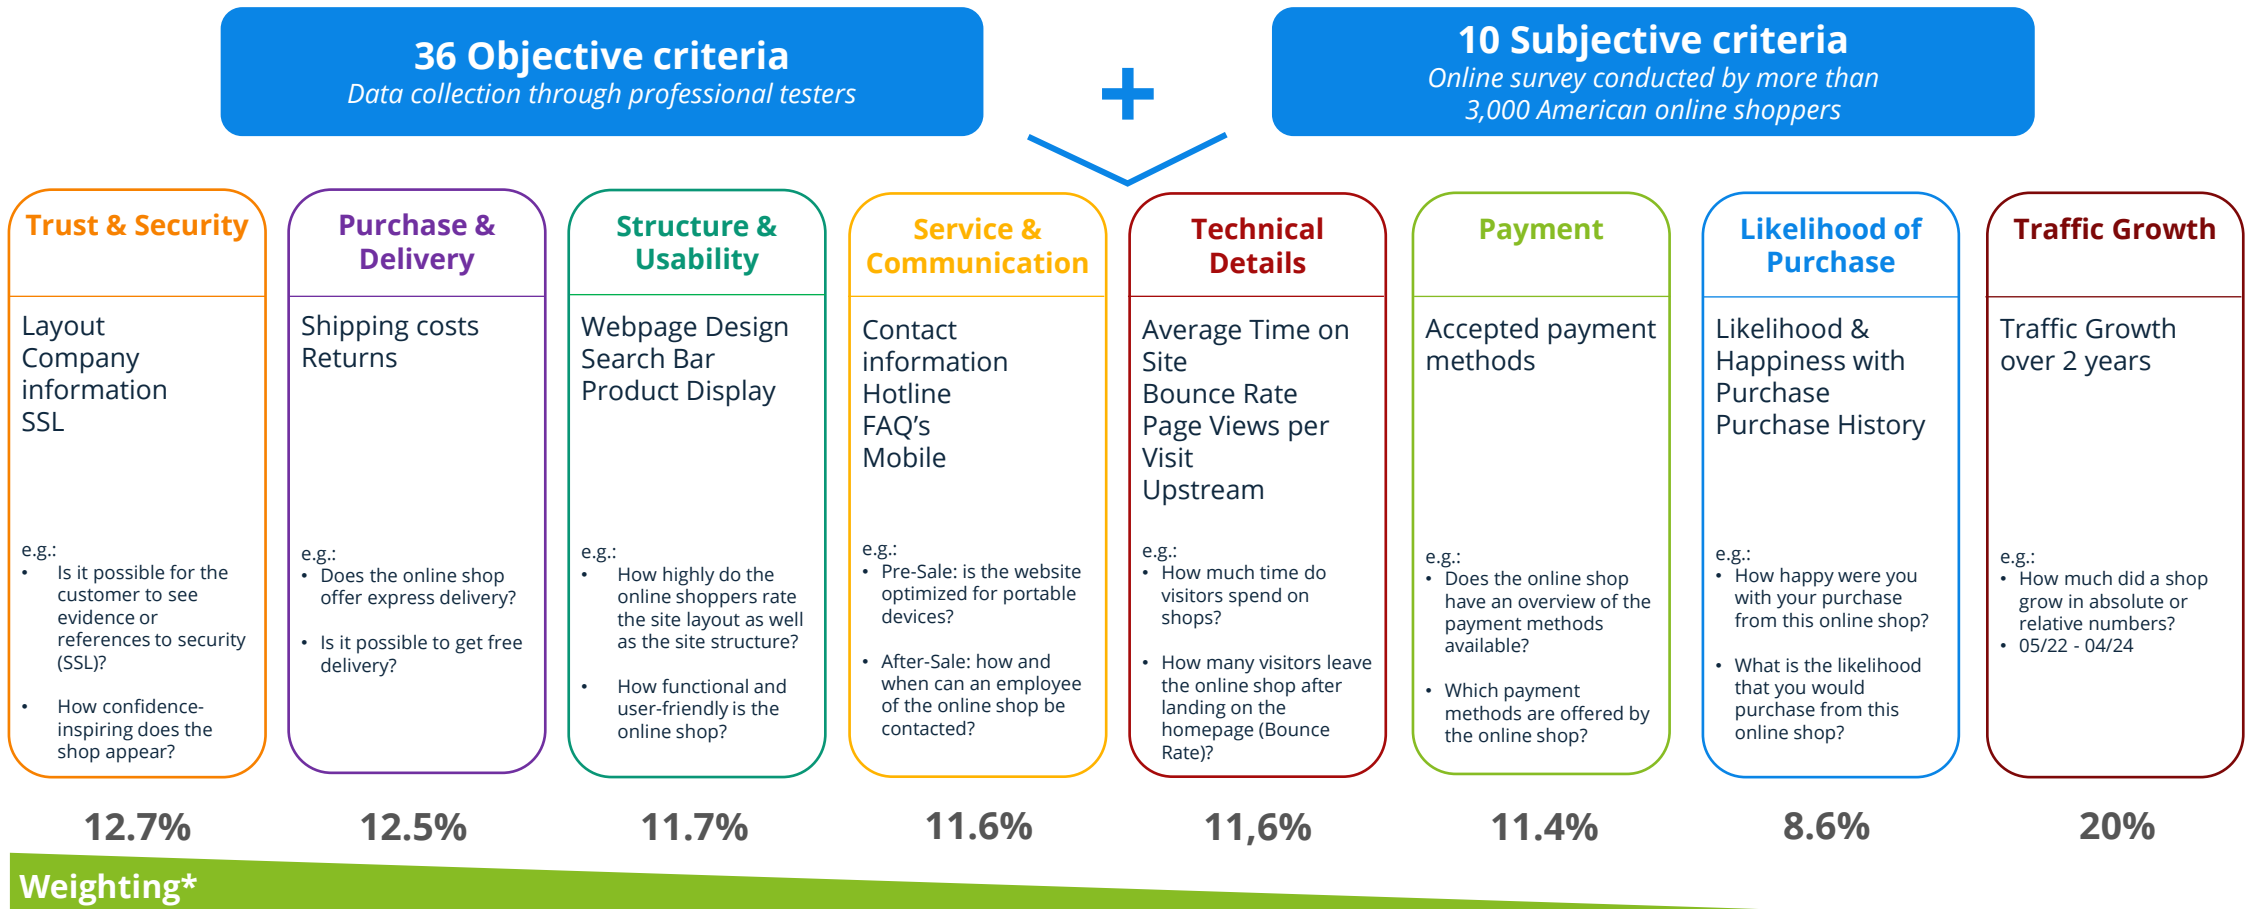 36 Objective criteria
Data collection through professional testers
+
10 Subjective criteria
Online survey conducted by more than
3,000 American online shoppers
Trust & Security
Layout
Company
information
SSL
e.g.:
• Is it possible for the
customer to see
evidence or
references to security
(SSL)?
• How confidence-
inspiring does the
shop appear?
12.7%
Purchase &
Delivery
Shipping costs
Returns
e.g.:
• Does the online shop
offer express delivery?
• Is it possible to get free
delivery?
12.5%
Structure &
Usability
Webpage Design
Search Bar
Product Display
e.g.:
• How highly do the
online shoppers rate
the site layout as well
as the site structure?
• How functional and
user-friendly is the
online shop?
11.7%
Service &
Communication
Contact
information
Hotline
FAQ’s
Mobile
e.g.:
• Pre-Sale: is the website
optimized for portable
devices?
• After-Sale: how and
when can an employee
of the online shop be
contacted?
11.6%
Technical
Details
Average Time on
Site
Bounce Rate
Page Views per
Visit
Upstream
e.g.:
• How much time do
visitors spend on
shops?
• How many visitors leave
the online shop after
landing on the
homepage (Bounce
Rate)?
11,6%
Payment
Accepted payment
methods
e.g.:
• Does the online shop
have an overview of the
payment methods
available?
• Which payment
methods are offered by
the online shop?
11.4%
Likelihood of
Purchase
Likelihood &
Happiness with
Purchase
Purchase History
e.g.:
• How happy were you
with your purchase
from this online shop?
• What is the likelihood
that you would
purchase from this
online shop?
8.6%
Traffic Growth
Traffic Growth
over 2 years
e.g.:
• How much did a shop
grow in absolute or
relative numbers?
• 05/22 - 04/24
20%
Weighting*